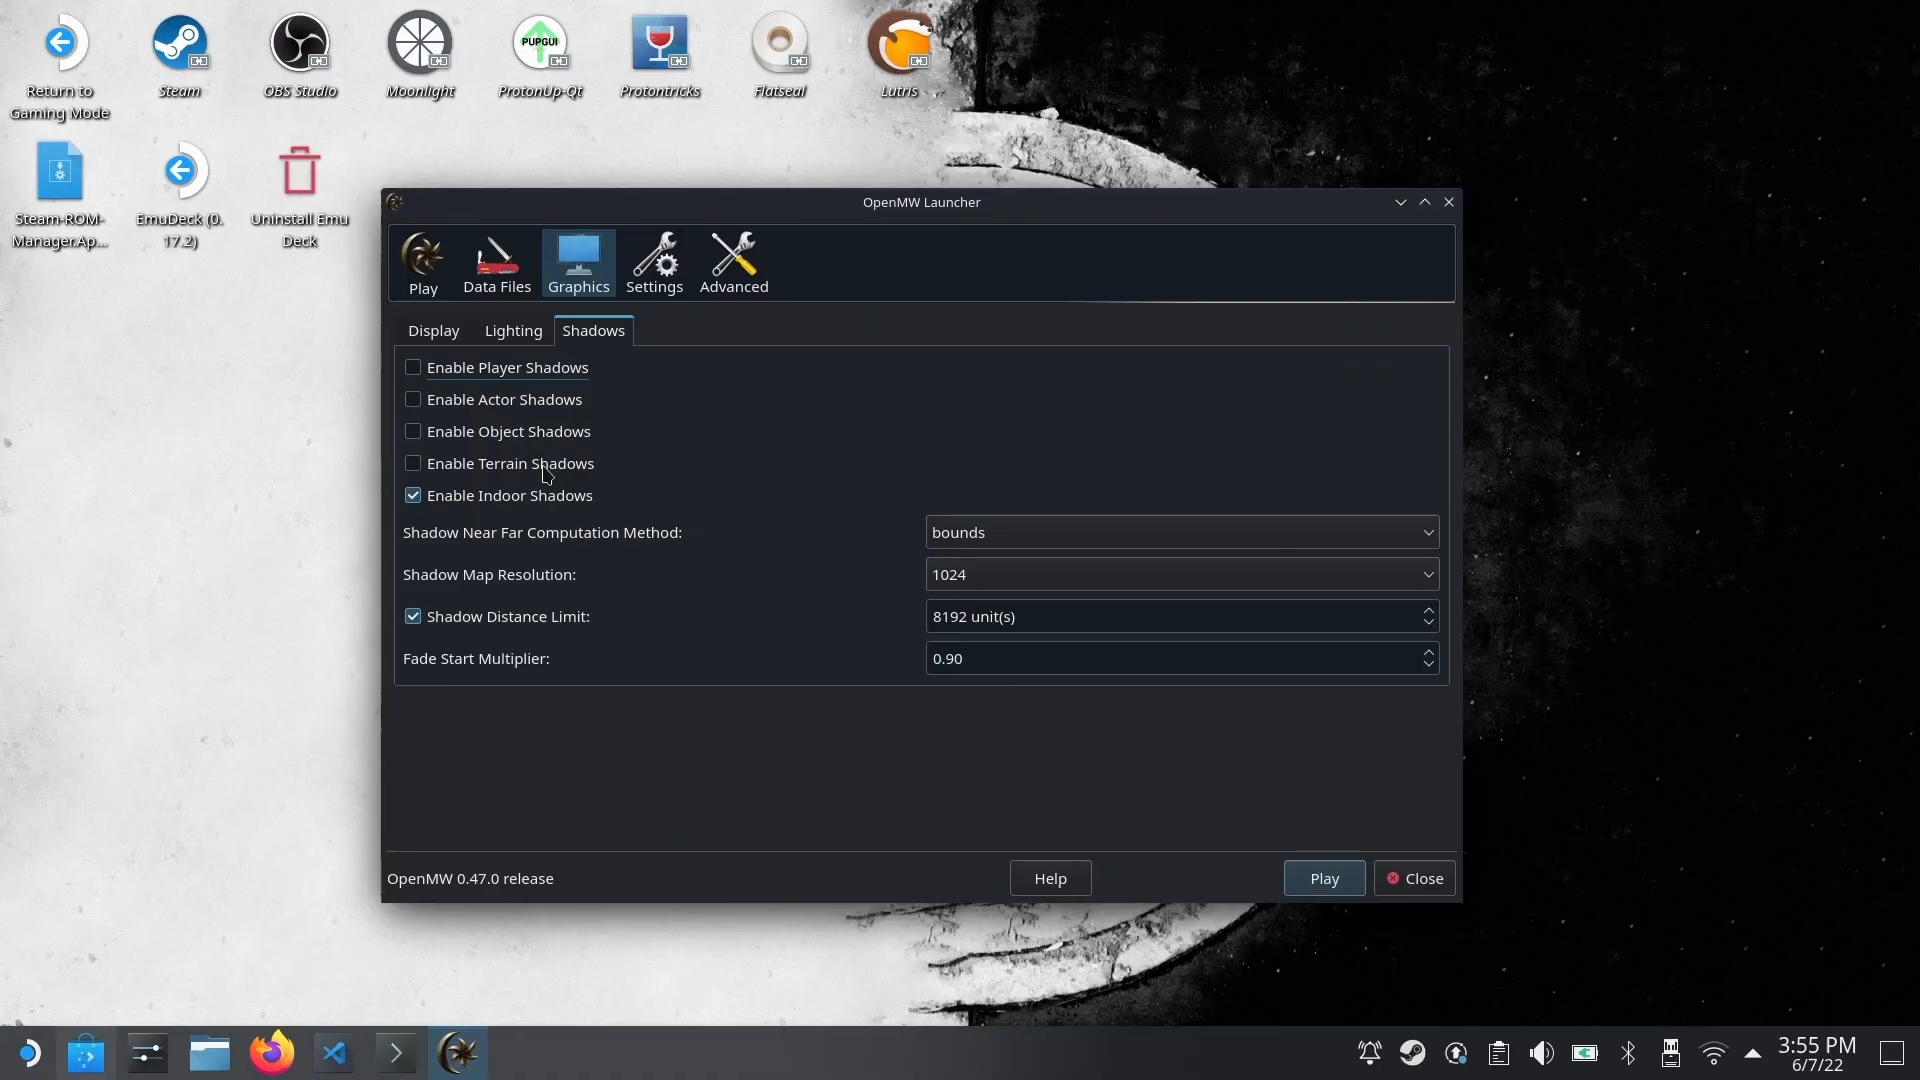 Return to
Gaming Mode
Steam
OBS Studio
Moonlight
PUPGUI
ProtonUp-Qt
Protontricks
Flatseal
Lutris
Steam-ROM-
Manager.Ap...
EmuDeck (0.
17.2)
Uninstall Emu
Deck
OpenMW Launcher
Play
Data Files
Graphics
Settings
Advanced
Display
Lighting
Shadows
Enable Player Shadows
Enable Actor Shadows
Enable Object Shadows
Enable Terrain Shadows
Enable Indoor Shadows
Shadow Near Far Computation Method:
bounds
Shadow Map Resolution:
1024
Shadow Distance Limit:
8192 unit(s)
Fade Start Multiplier:
0.90
OpenMW 0.47.0 release
Help
Play
Close
3:55 PM
6/7/22